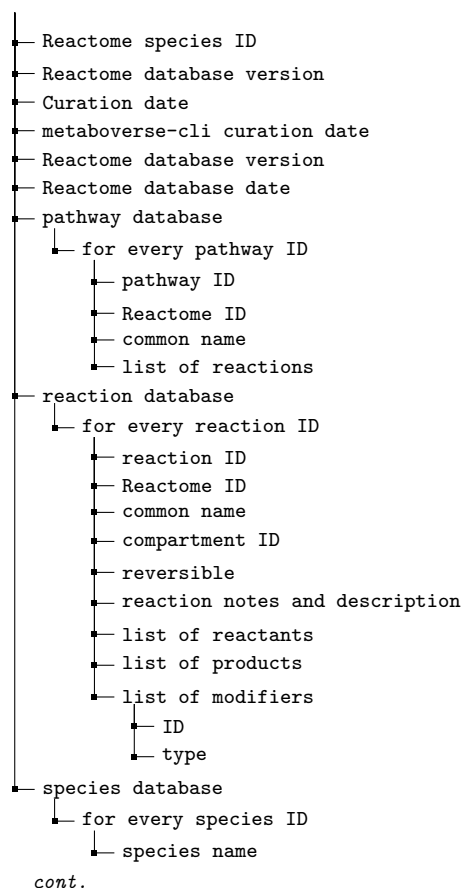 Reactome species ID
Reactome database version
Curation date
metaboverse-cli curation date
Reactome database version
Reactome database date
pathway database
for every pathway ID
pathway ID
Reactome ID
common name
list of reactions
reaction database
for every reaction ID
reaction ID
Reactome ID
common name
compartment ID
reversible
reaction notes and description
list of reactants
list of products
list of modifiers
ID
type
species database
for every species ID
species name
cont.